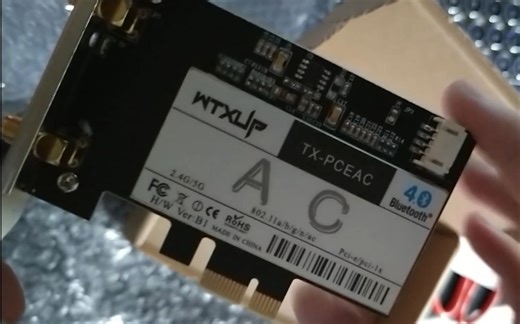 WTXUP
TX-PCEAC
2.4G/5G
A C
4.0
Bluetooth®
802.11a/b/g/n/ac
Pci-e/pci-1x
FC CE RoHS
H/W Ver:B1
MADE IN CHINA